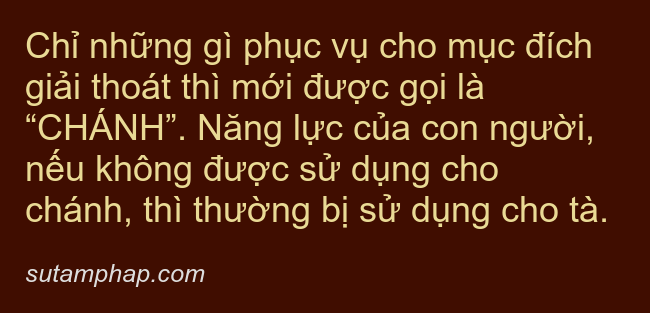 Chỉ những gì phục vụ cho mục đích
giải thoát thì mới được gọi là
“CHÁNH”. Năng lực của con người,
nếu không được sử dụng cho
chánh, thì thường bị sử dụng cho tà.
sutamphap.com